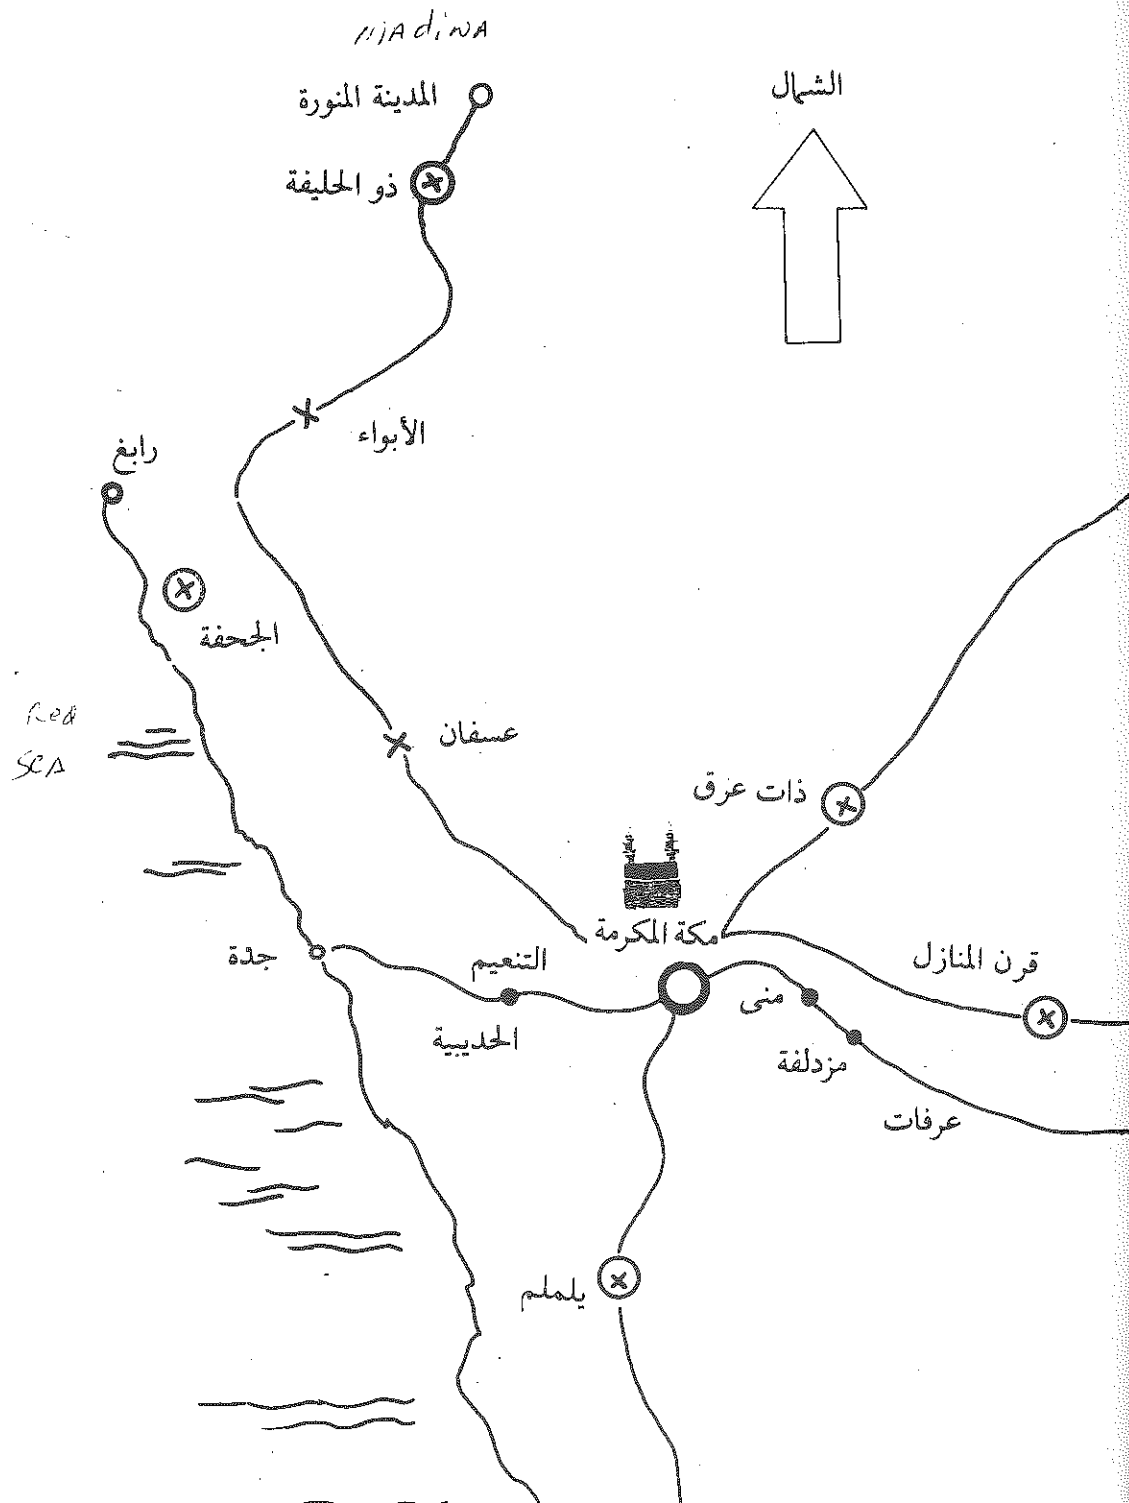 MAdiNA
المدينة المنورة
الشمال
ذو الحليفة
الأبواء
رابغ
الجحفة
Red
SEA
عسفان
ذات عرق
مكة المكرمة
قرن المنازل
جدة
التنعيم
منى
الحديبية
مزدلفة
عرفات
يلملم